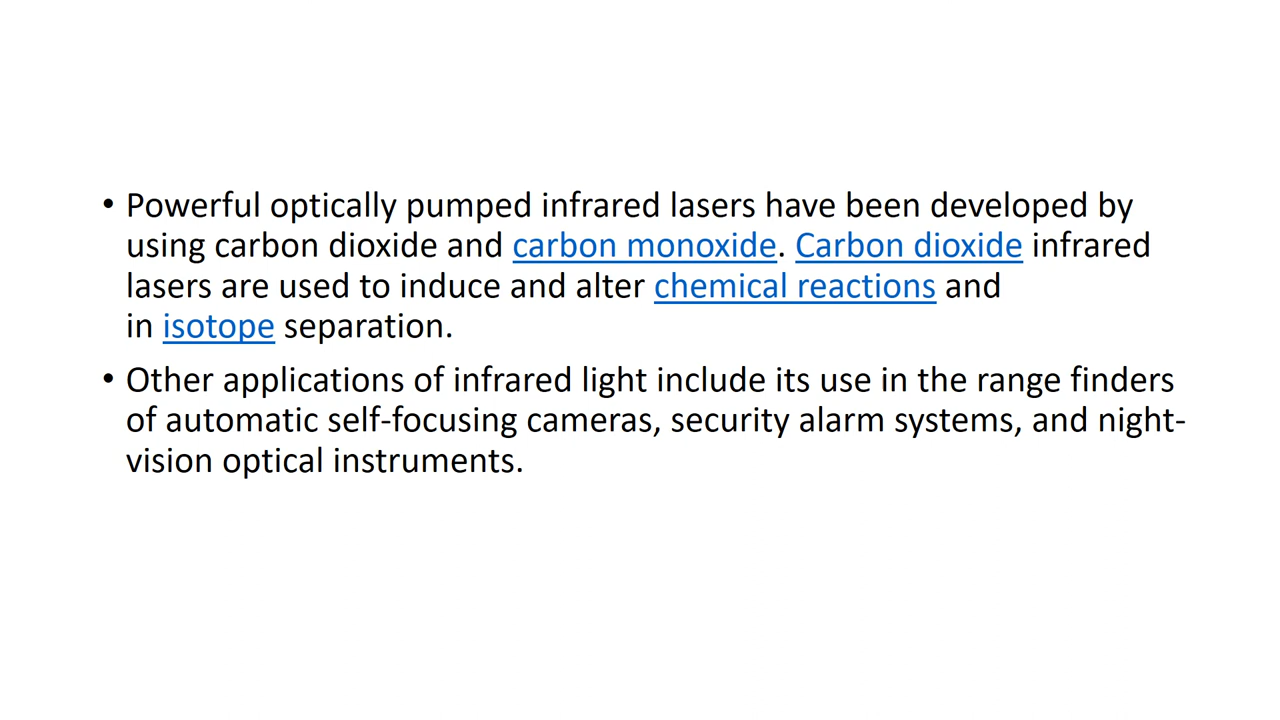 • Powerful optically pumped infrared lasers have been developed by
using carbon dioxide and carbon monoxide. Carbon dioxide infrared
lasers are used to induce and alter chemical reactions and
in isotope separation.
• Other applications of infrared light include its use in the range finders
of automatic self-focusing cameras, security alarm systems, and night-
vision optical instruments.